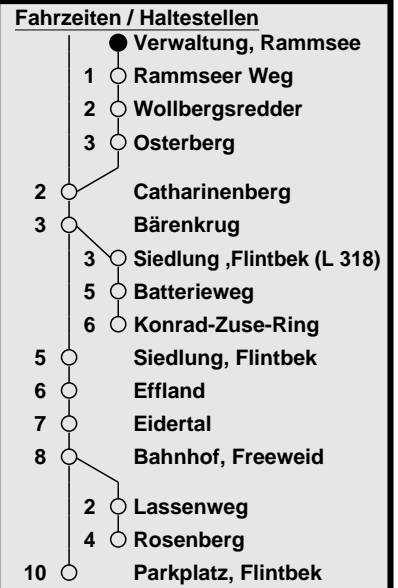 Fahrzeiten / Haltestellen
Verwaltung, Rammsee
1 Rammseer Weg
2 Wollbergsredder
3 Osterberg
2 Catharinenberg
3 Bärenkrug
3 Siedlung ,Flintbek (L 318)
5 Batterieweg
6 Konrad-Zuse-Ring
5 Siedlung, Flintbek
6 Effland
7 Eidertal
8 Bahnhof, Freeweid
2 Lassenweg
4 Rosenberg
10 Parkplatz, Flintbek